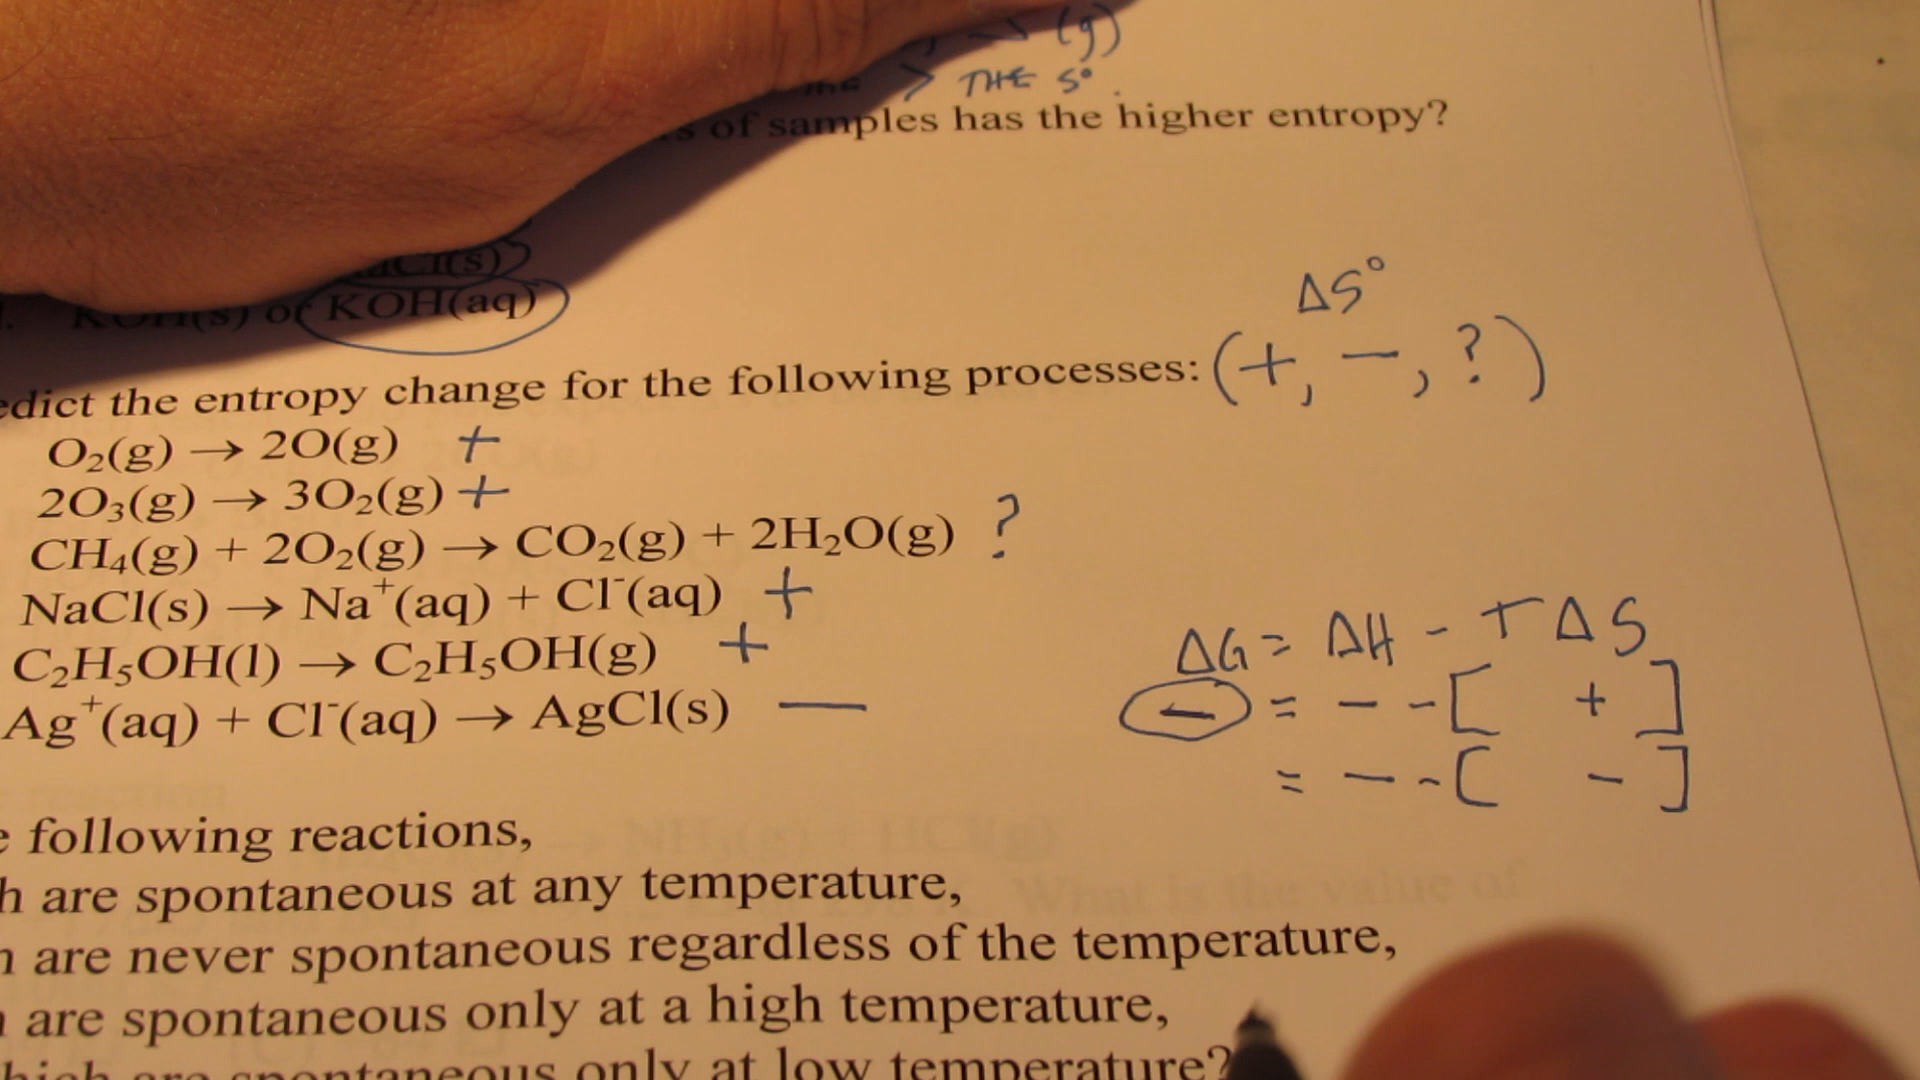 (g)
> THE S°
of samples has the higher entropy?
Cl(s)
KOH(s) or KOH(aq)
ΔS°
edict the entropy change for the following processes: (+, −, ?)
O₂(g) → 2O(g) +
2O₃(g) → 3O₂(g) +
CH₄(g) + 2O₂(g) → CO₂(g) + 2H₂O(g) ?
NaCl(s) → Na⁺(aq) + Cl⁻(aq) +
C₂H₅OH(l) → C₂H₅OH(g) +
Ag⁺(aq) + Cl⁻(aq) → AgCl(s) −
ΔG = ΔH - TΔS
− = − - [ + ]
= − - [ − ]
e following reactions,
h are spontaneous at any temperature,
h are never spontaneous regardless of the temperature,
h are spontaneous only at a high temperature,
hich are spontaneous only at low temperature?